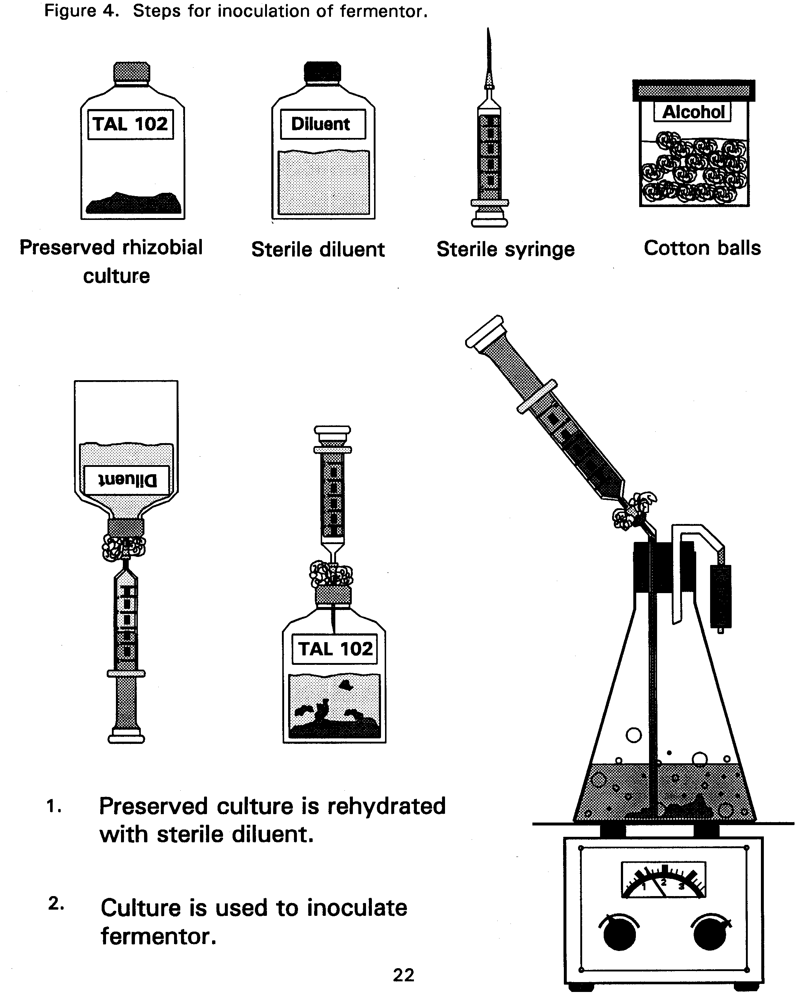 Figure 4. Steps for inoculation of fermentor.
TAL 102
Diluent
Alcohol
Preserved rhizobial
culture
Sterile diluent
Sterile syringe
Cotton balls
Diluent
TAL 102
1. Preserved culture is rehydrated
with sterile diluent.
2. Culture is used to inoculate
fermentor.
1 2 3
22